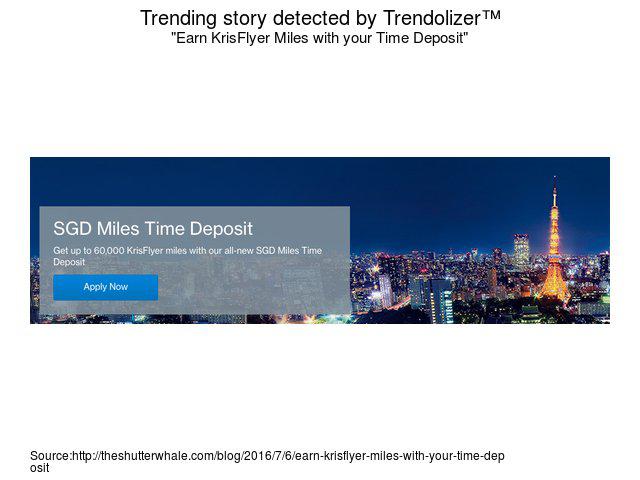 Trending story detected by Trendolizer™
"Earn KrisFlyer Miles with your Time Deposit"
SGD Miles Time Deposit
Get up to 60,000 KrisFlyer miles with our all-new SGD Miles Time
Deposit
Apply Now
Source:http://theshutterwhale.com/blog/2016/7/6/earn-krisflyer-miles-with-your-time-dep
osit